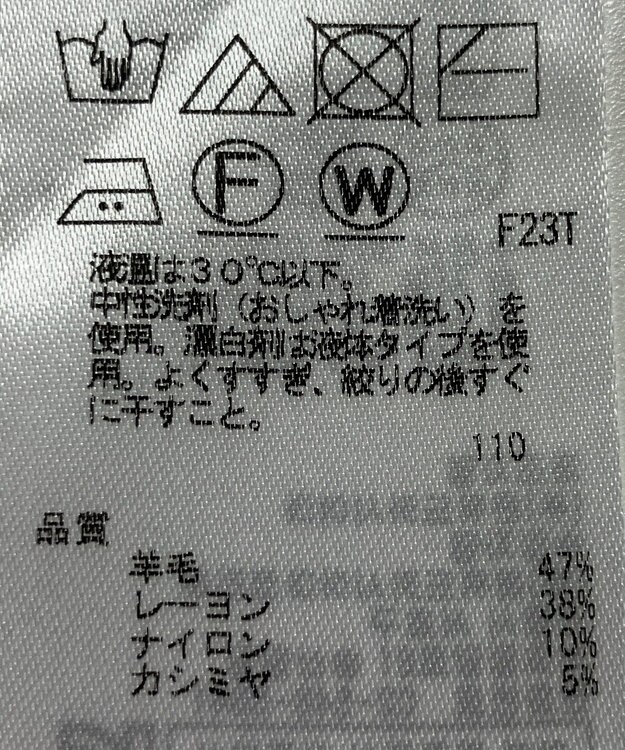 F W
F23T
液温は30℃以下。
中性洗剤(おしゃれ着洗い)を
使用。漂白剤は液体タイプを使
用。よくすすぎ、絞りの後すぐ
に干すこと。
110
品質
羊毛 47%
レーヨン 38%
ナイロン 10%
カシミヤ 5%